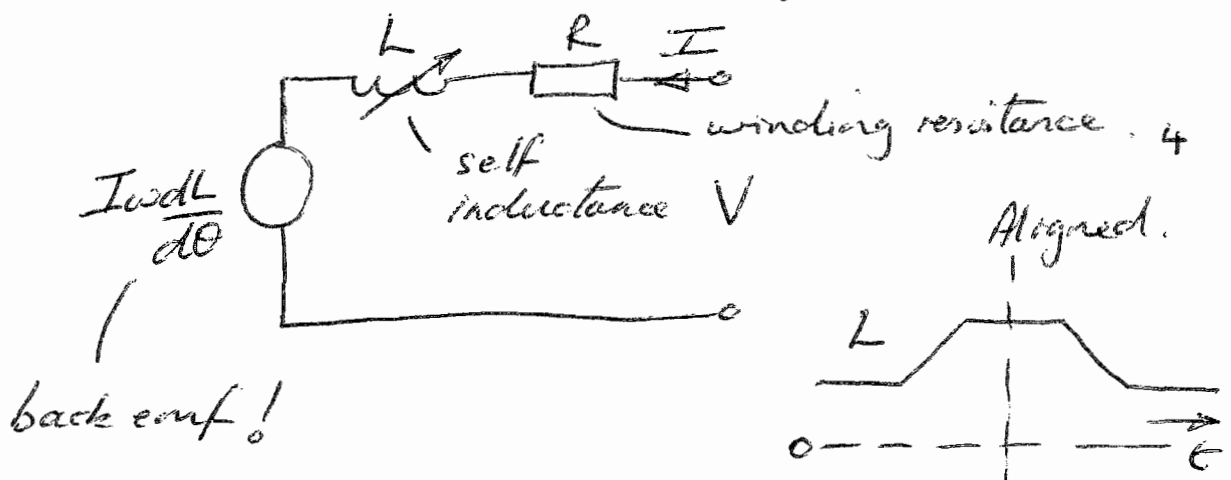 L R I
winding resistance. 4
self
inductance V
IωdL
dθ
Aligned.
L
back emf!
0
t